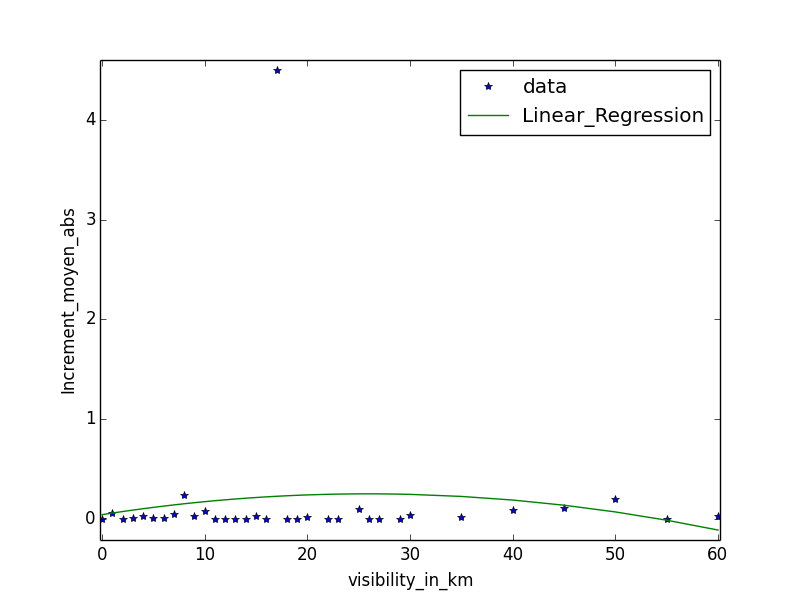 data
Linear_Regression
4
3
2
1
0
Increment_moyen_abs
0 10 20 30 40 50 60
visibility_in_km